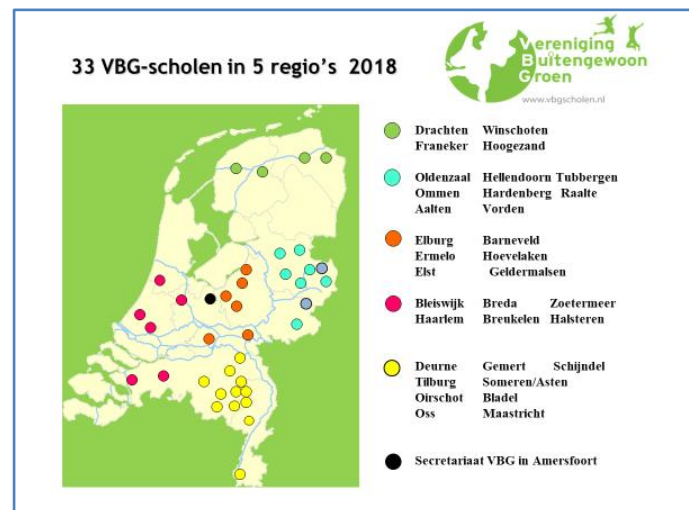 33 VBG-scholen in 5 regio's 2018
Vereniging
Buitengewoon
Groen
www.vbgscholen.nl
Drachten Winschoten
Franeker Hoogezand
Oldenzaal Hellendoorn Tubbergen
Ommen Hardenberg Raalte
Aalten Vorden
Elburg Barneveld
Ermelo Hoevelaken
Elst Geldermalsen
Bleiswijk Breda Zoetermeer
Haarlem Breukelen Halsteren
Deurne Gemert Schijndel
Tilburg Someren/Asten
Oirschot Bladel
Oss Maastricht
Secretariaat VBG in Amersfoort